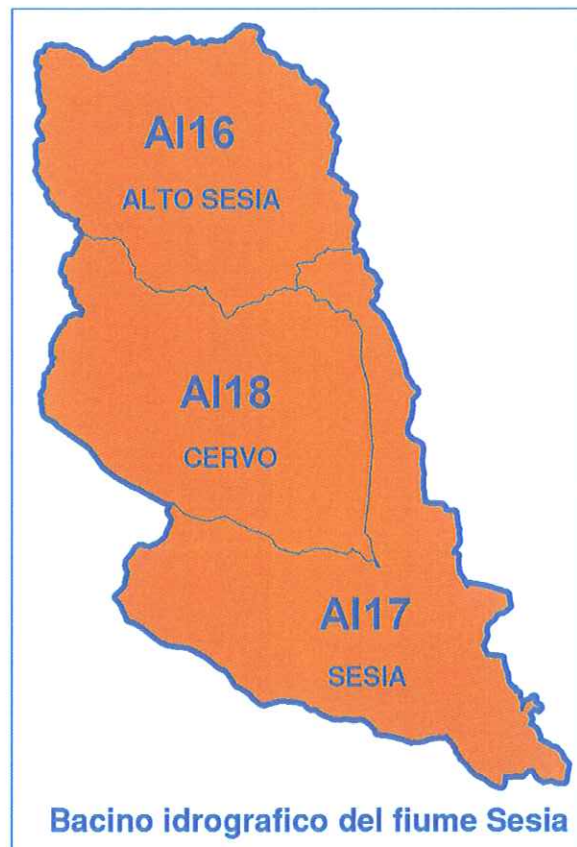 AI16
ALTO SESIA
AI18
CERVO
AI17
SESIA
Bacino idrografico del fiume Sesia